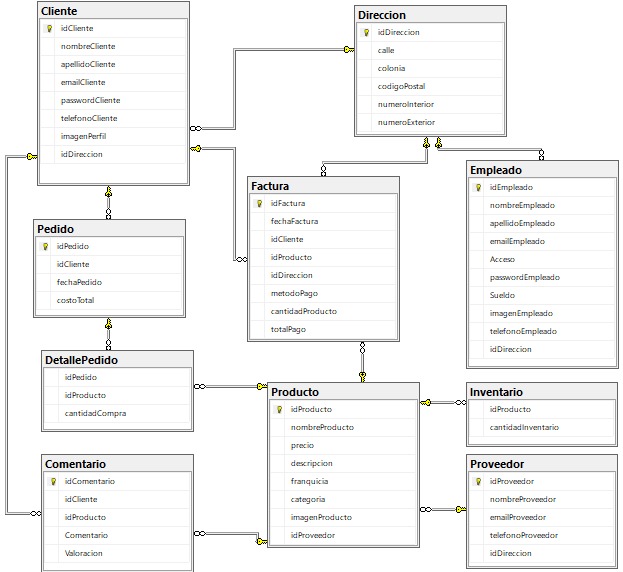 Cliente
idCliente
nombreCliente
apellidoCliente
emailCliente
passwordCliente
telefonoCliente
imagenPerfil
idDireccion
Direccion
idDireccion
calle
colonia
codigoPostal
numeroInterior
numeroExterior
Empleado
idEmpleado
nombreEmpleado
apellidoEmpleado
emailEmpleado
Acceso
passwordEmpleado
Sueldo
imagenEmpleado
telefonoEmpleado
idDireccion
Factura
idFactura
fechaFactura
idCliente
idProducto
idDireccion
metodoPago
cantidadProducto
totalPago
Pedido
idPedido
idCliente
fechaPedido
costoTotal
DetallePedido
idPedido
idProducto
cantidadCompra
Producto
idProducto
nombreProducto
precio
descripcion
franquicia
categoria
imagenProducto
idProveedor
Inventario
idProducto
cantidadInventario
Comentario
idComentario
idCliente
idProducto
Comentario
Valoracion
Proveedor
idProveedor
nombreProveedor
emailProveedor
telefonoProveedor
idDireccion